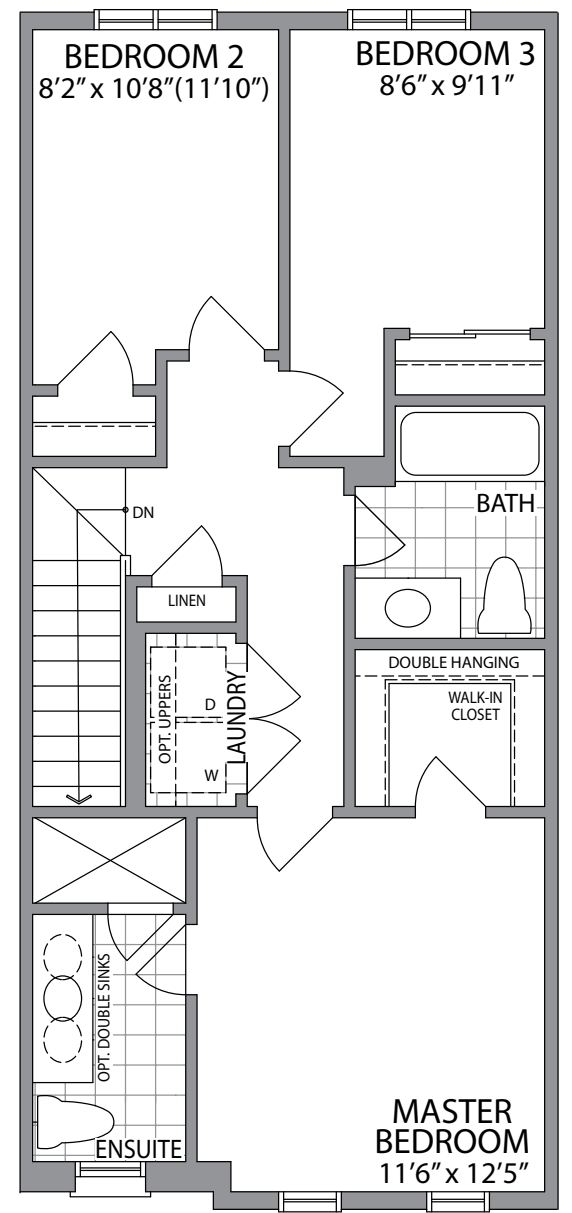 BEDROOM 2
8’2” x 10’8”(11’10”)
BEDROOM 3
8’6” x 9’11”
DN
BATH
LINEN
DOUBLE HANGING
WALK-IN
CLOSET
OPT. UPPERS
D
W
LAUNDRY
OPT. DOUBLE SINKS
ENSUITE
MASTER
BEDROOM
11’6” x 12’5”